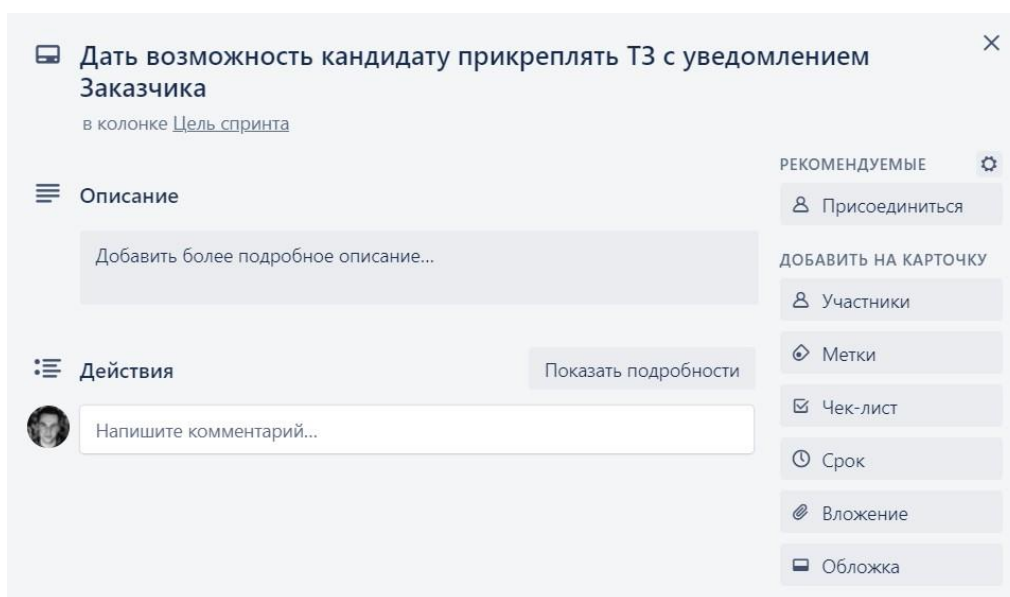 Дать возможность кандидату прикреплять ТЗ с уведомлением
Заказчика
в колонке Цель спринта
РЕКОМЕНДУЕМЫЕ
Присоединиться
Описание
Добавить более подробное описание...
ДОБАВИТЬ НА КАРТОЧКУ
Участники
Метки
Чек-лист
Срок
Вложение
Обложка
Действия
Показать подробности
Напишите комментарий...